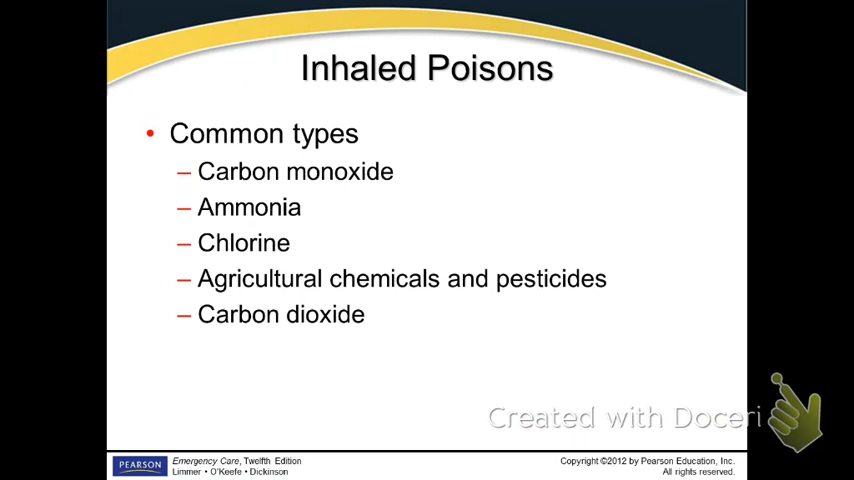 Inhaled Poisons
• Common types
– Carbon monoxide
– Ammonia
– Chlorine
– Agricultural chemicals and pesticides
– Carbon dioxide
Created with Doceri
PEARSON
Emergency Care, Twelfth Edition
Limmer • O'Keefe • Dickinson
Copyright ©2012 by Pearson Education, Inc.
All rights reserved.